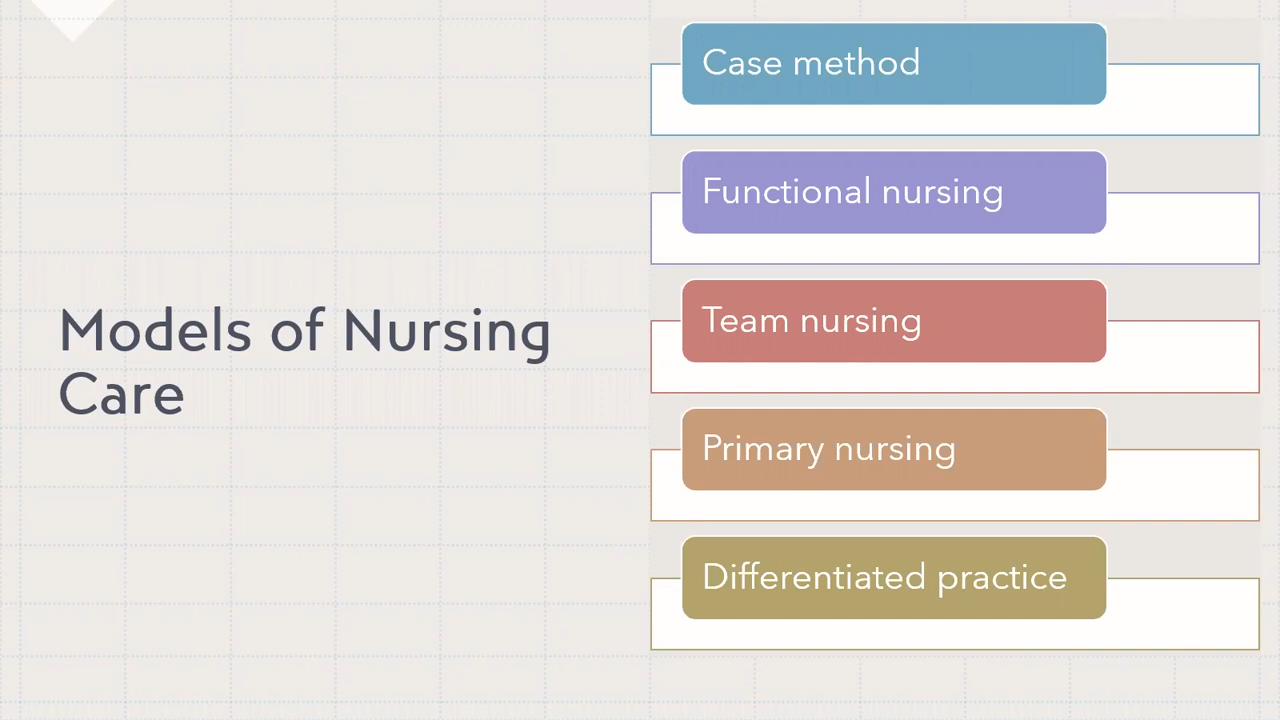 Models of Nursing
Care
Case method
Functional nursing
Team nursing
Primary nursing
Differentiated practice